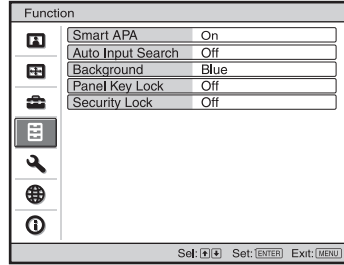 Function
Smart APA On
Auto Input Search Off
Background Blue
Panel Key Lock Off
Security Lock Off
Sel: Set: ENTER Exit: MENU